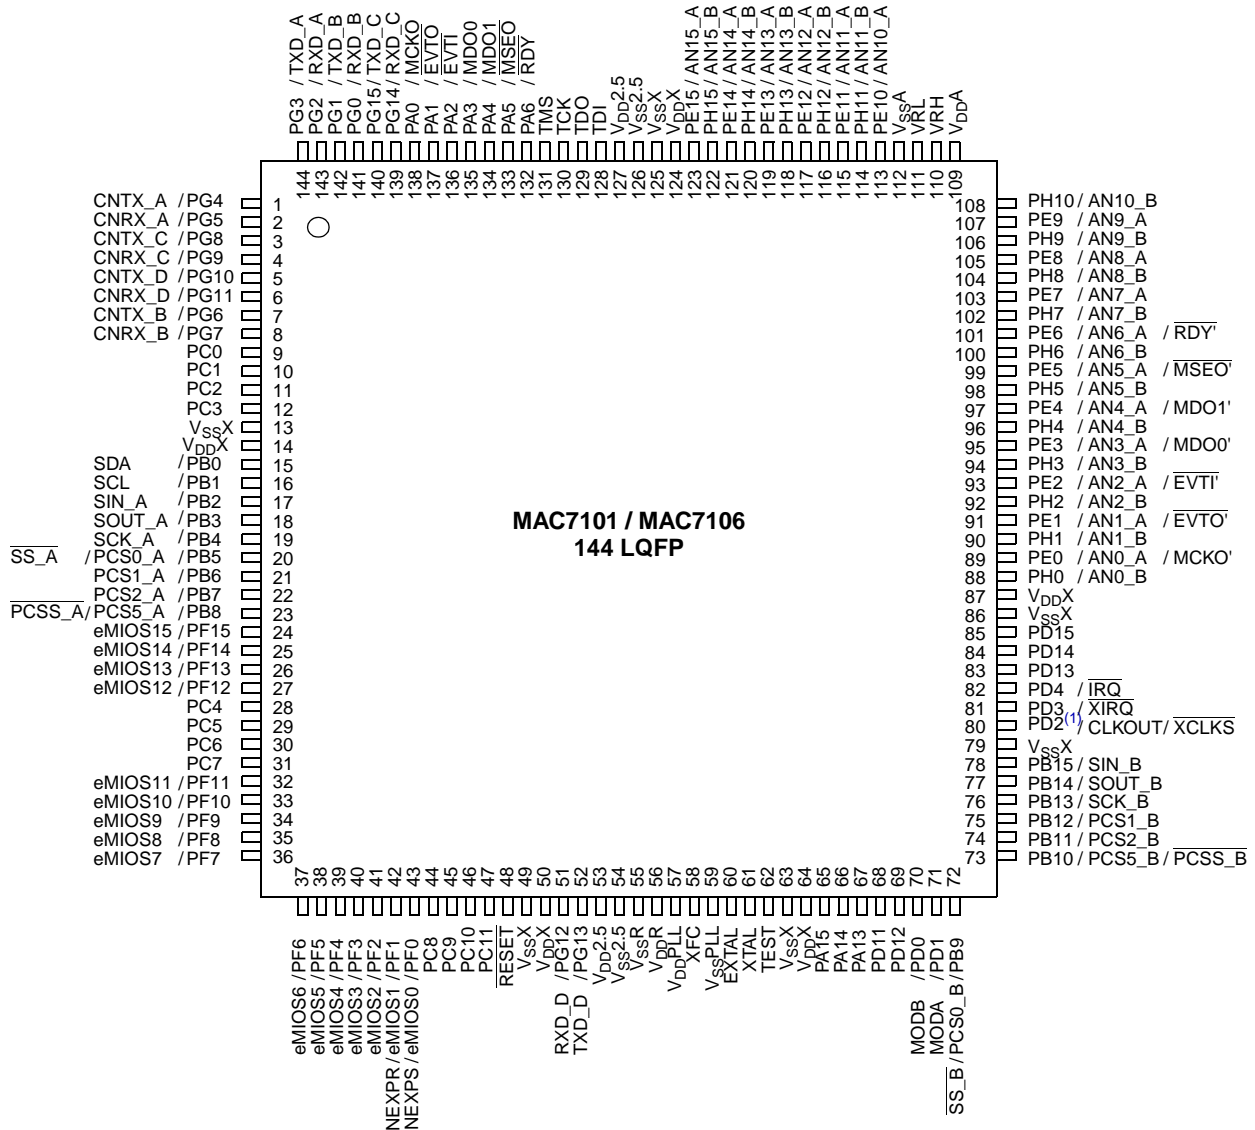 PG3 / TXD_A
PG2 / RXD_A
PG1 / TXD_B
PG0 / RXD_B
PG15 / TXD_C
PG14 / RXD_C
PA0 / MCKO
PA1 / EVTO
PA2 / EVTI
PA3 / MDO0
PA4 / MDO1
PA5 / MSEO
PA6 / RDY
TMS
TCK
TDO
TDI
VDD2.5
VSS2.5
VSSX
VDDX
PE15 / AN15_A
PH15 / AN15_B
PE14 / AN14_A
PH14 / AN14_B
PE13 / AN13_A
PH13 / AN13_B
PE12 / AN12_A
PH12 / AN12_B
PE11 / AN11_A
PH11 / AN11_B
PE10 / AN10_A
VSSA
VRL
VRH
VDDA
144 143 142 141 140 139 138 137 136 135 134 133 132 131 130 129 128 127 126 125 124 123 122 121 120 119 118 117 116 115 114 113 112 111 110 109
CNTX_A / PG4 1
CNRX_A / PG5 2
CNTX_C / PG8 3
CNRX_C / PG9 4
CNTX_D / PG10 5
CNRX_D / PG11 6
CNTX_B / PG6 7
CNRX_B / PG7 8
PC0 9
PC1 10
PC2 11
PC3 12
VSSX 13
VDDX 14
SDA / PB0 15
SCL / PB1 16
SIN_A / PB2 17
SOUT_A / PB3 18
SCK_A / PB4 19
SS_A / PCS0_A / PB5 20
PCS1_A / PB6 21
PCS2_A / PB7 22
PCSS_A / PCS5_A / PB8 23
eMIOS15 / PF15 24
eMIOS14 / PF14 25
eMIOS13 / PF13 26
eMIOS12 / PF12 27
PC4 28
PC5 29
PC6 30
PC7 31
eMIOS11 / PF11 32
eMIOS10 / PF10 33
eMIOS9 / PF9 34
eMIOS8 / PF8 35
eMIOS7 / PF7 36
MAC7101 / MAC7106
144 LQFP
108 PH10 / AN10_B
107 PE9 / AN9_A
106 PH9 / AN9_B
105 PE8 / AN8_A
104 PH8 / AN8_B
103 PE7 / AN7_A
102 PH7 / AN7_B
101 PE6 / AN6_A / RDY'
100 PH6 / AN6_B
99 PE5 / AN5_A / MSEO'
98 PH5 / AN5_B
97 PE4 / AN4_A / MDO1'
96 PH4 / AN4_B
95 PE3 / AN3_A / MDO0'
94 PH3 / AN3_B
93 PE2 / AN2_A / EVTI'
92 PH2 / AN2_B
91 PE1 / AN1_A / EVTO'
90 PH1 / AN1_B
89 PE0 / AN0_A / MCKO'
88 PH0 / AN0_B
87 VDDX
86 VSSX
85 PD15
84 PD14
83 PD13
82 PD4 / IRQ
81 PD3 / XIRQ
80 PD2(1) / CLKOUT / XCLKS
79 VSSX
78 PB15 / SIN_B
77 PB14 / SOUT_B
76 PB13 / SCK_B
75 PB12 / PCS1_B
74 PB11 / PCS2_B
73 PB10 / PCS5_B / PCSS_B
37 38 39 40 41 42 43 44 45 46 47 48 49 50 51 52 53 54 55 56 57 58 59 60 61 62 63 64 65 66 67 68 69 70 71 72
eMIOS6 / PF6
eMIOS5 / PF5
eMIOS4 / PF4
eMIOS3 / PF3
eMIOS2 / PF2
NEXPR / eMIOS1 / PF1
NEXPS / eMIOS0 / PF0
PC8
PC9
PC10
PC11
RESET
VSSX
VDDX
RXD_D / PG12
TXD_D / PG13
VDD2.5
VSS2.5
VSSR
VDDR
VDDPLL
XFC
VSSPLL
EXTAL
XTAL
TEST
VSSX
VDDX
PA15
PA14
PA13
PD11
PD12
MODB / PD0
MODA / PD1
SS_B / PCS0_B / PB9